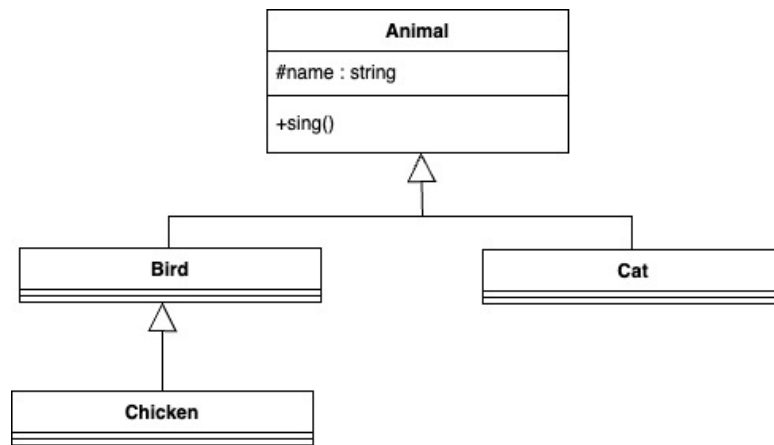 Animal
#name : string
+sing()
Bird
Cat
Chicken